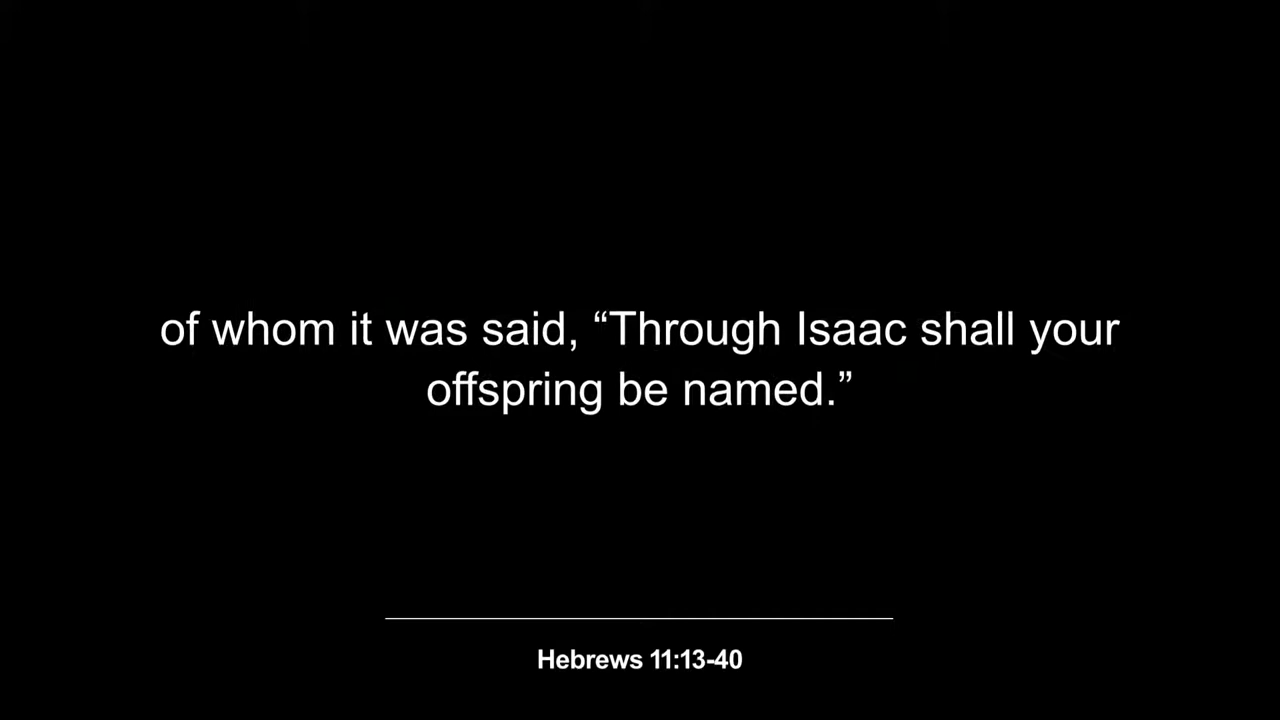 of whom it was said, “Through Isaac shall your
offspring be named.”
Hebrews 11:13-40